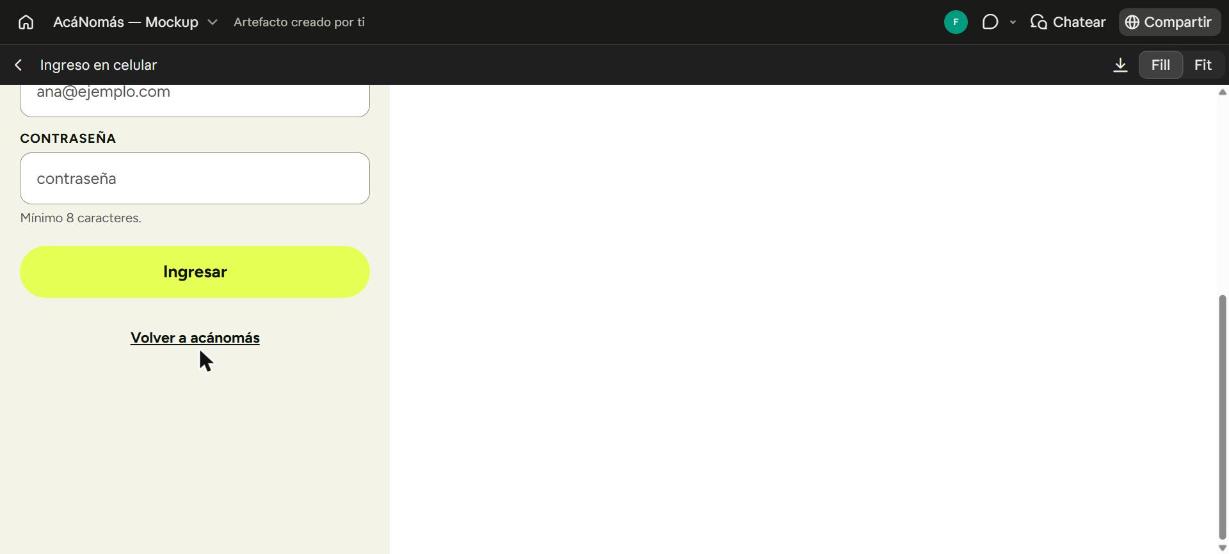 AcáNomás — Mockup
Artefacto creado por ti
F
Chatear
Compartir
Ingreso en celular
Fill
Fit
ana@ejemplo.com
CONTRASEÑA
contraseña
Mínimo 8 caracteres.
Ingresar
Volver a acánomás